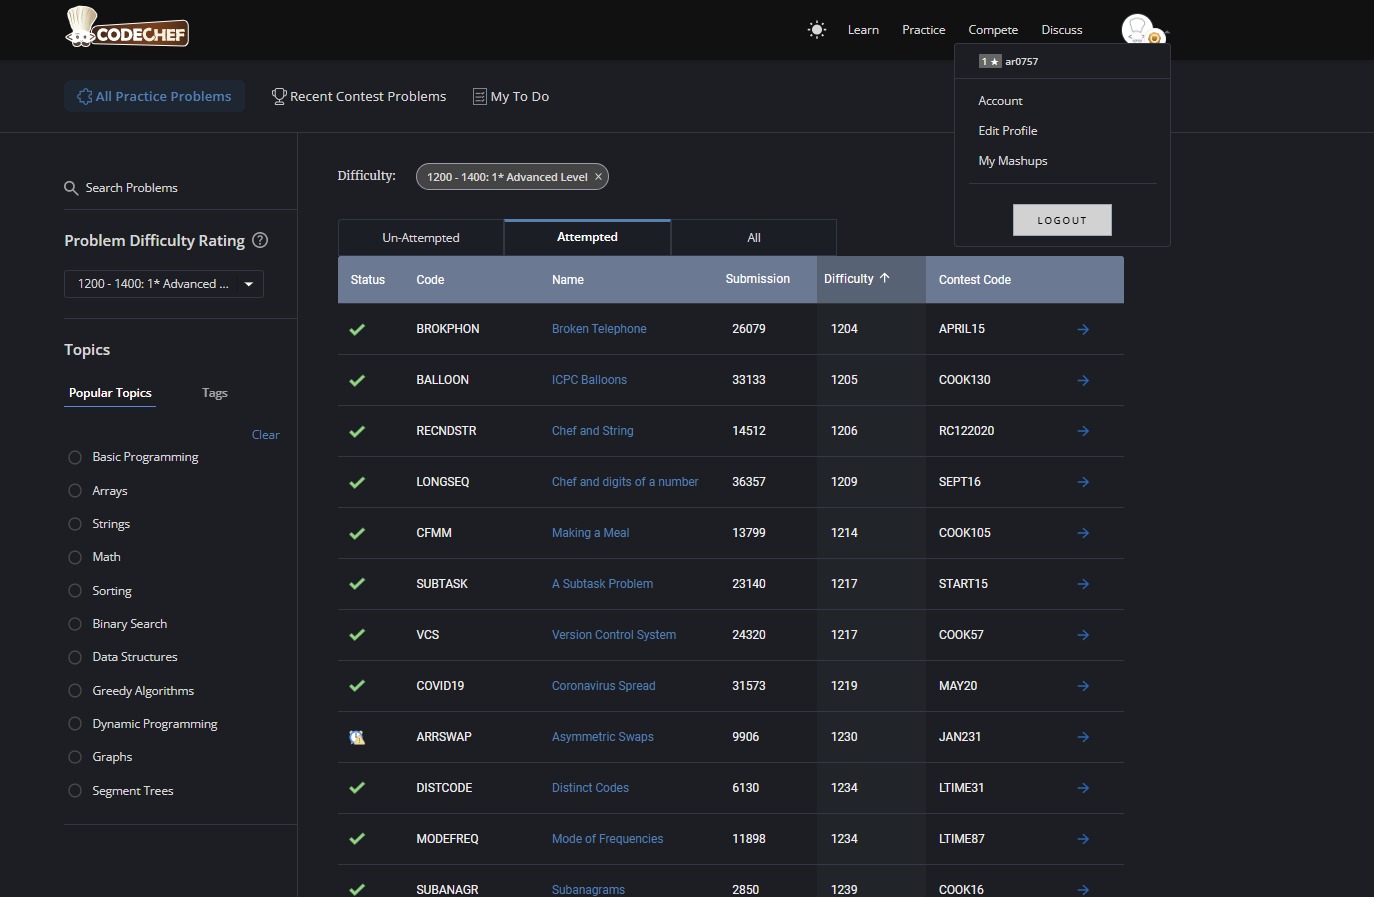 CODECHEF
Learn Practice Compete Discuss
1★ ar0757
Account
Edit Profile
My Mashups
LOGOUT
All Practice Problems Recent Contest Problems My To Do
Search Problems
Problem Difficulty Rating ?
1200 - 1400: 1* Advanced ...
Topics
Popular Topics Tags
Clear
Basic Programming
Arrays
Strings
Math
Sorting
Binary Search
Data Structures
Greedy Algorithms
Dynamic Programming
Graphs
Segment Trees
Difficulty: 1200 - 1400: 1* Advanced Level ×
Un-Attempted Attempted All
Status Code Name Submission Difficulty ↑ Contest Code
BROKPHON Broken Telephone 26079 1204 APRIL15
BALLOON ICPC Balloons 33133 1205 COOK130
RECNDSTR Chef and String 14512 1206 RC122020
LONGSEQ Chef and digits of a number 36357 1209 SEPT16
CFMM Making a Meal 13799 1214 COOK105
SUBTASK A Subtask Problem 23140 1217 START15
VCS Version Control System 24320 1217 COOK57
COVID19 Coronavirus Spread 31573 1219 MAY20
ARRSWAP Asymmetric Swaps 9906 1230 JAN231
DISTCODE Distinct Codes 6130 1234 LTIME31
MODEFREQ Mode of Frequencies 11898 1234 LTIME87
SUBANAGR Subanagrams 2850 1239 COOK16